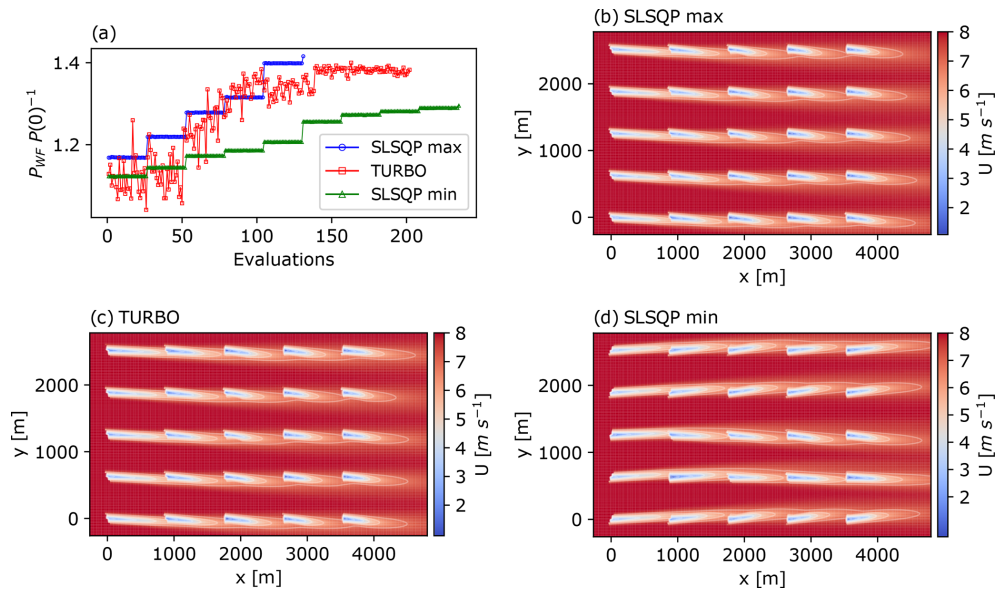 (a)
1.4
1.2
P_WF P(0)⁻¹
SLSQP max
TURBO
SLSQP min
0 50 100 150 200
Evaluations
(b) SLSQP max
2000
1200
0
y [m]
0 1000 2000 3000 4000
x [m]
8
7
6
5
4
3
2
U [m s⁻¹]
(c) TURBO
2000
1000
0
y [m]
0 1000 2000 3000 4000
x [m]
8
7
6
5
4
3
2
U [m s⁻¹]
(d) SLSQP min
2000
1200
0
y [m]
0 1000 2000 3000 4000
x [m]
8
7
6
5
4
3
2
U [m s⁻¹]